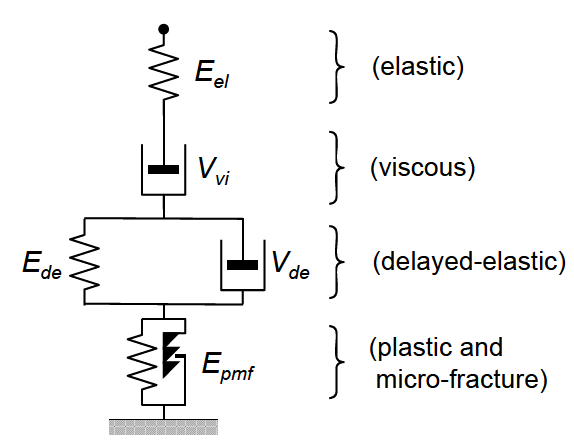 E_el (elastic)
V_vi (viscous)
E_de V_de (delayed-elastic)
E_pmf (plastic and
micro-fracture)